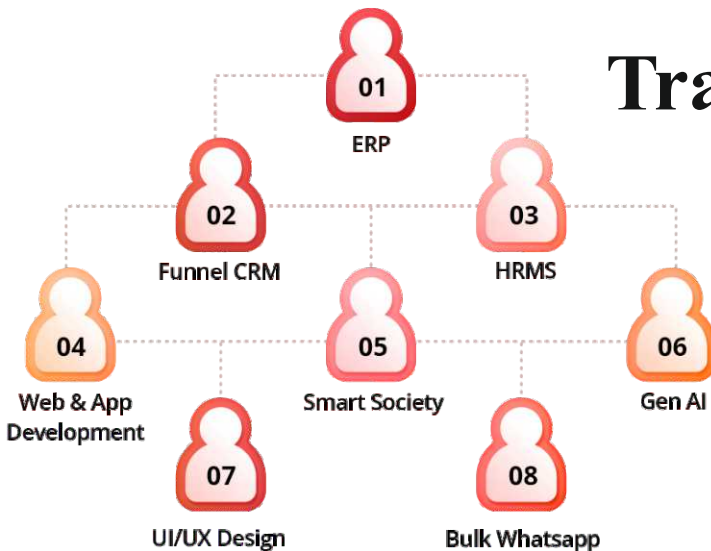 01
Tra
ERP
02
03
Funnel CRM
HRMS
04
05
06
Web & App
Development
Smart Society
Gen AI
07
08
UI/UX Design
Bulk Whatsapp